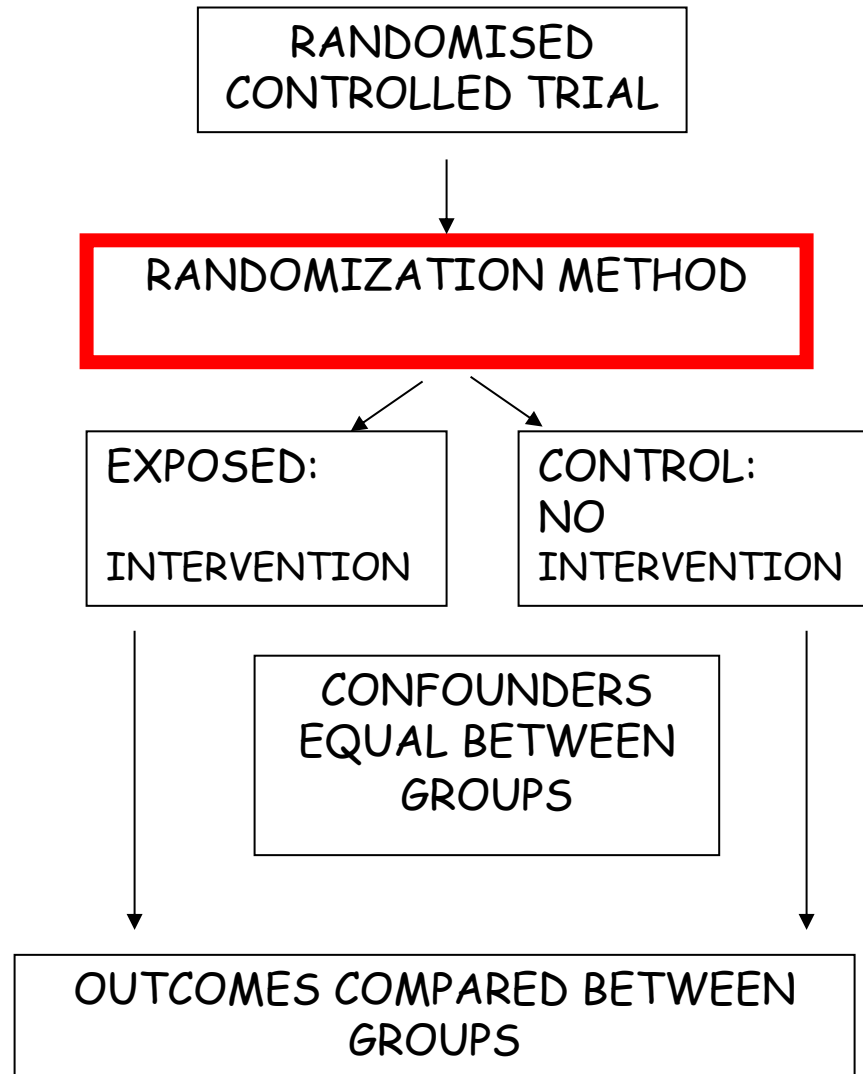 RANDOMISED
CONTROLLED TRIAL
RANDOMIZATION METHOD
EXPOSED:
INTERVENTION
CONTROL:
NO
INTERVENTION
CONFOUNDERS
EQUAL BETWEEN
GROUPS
OUTCOMES COMPARED BETWEEN
GROUPS